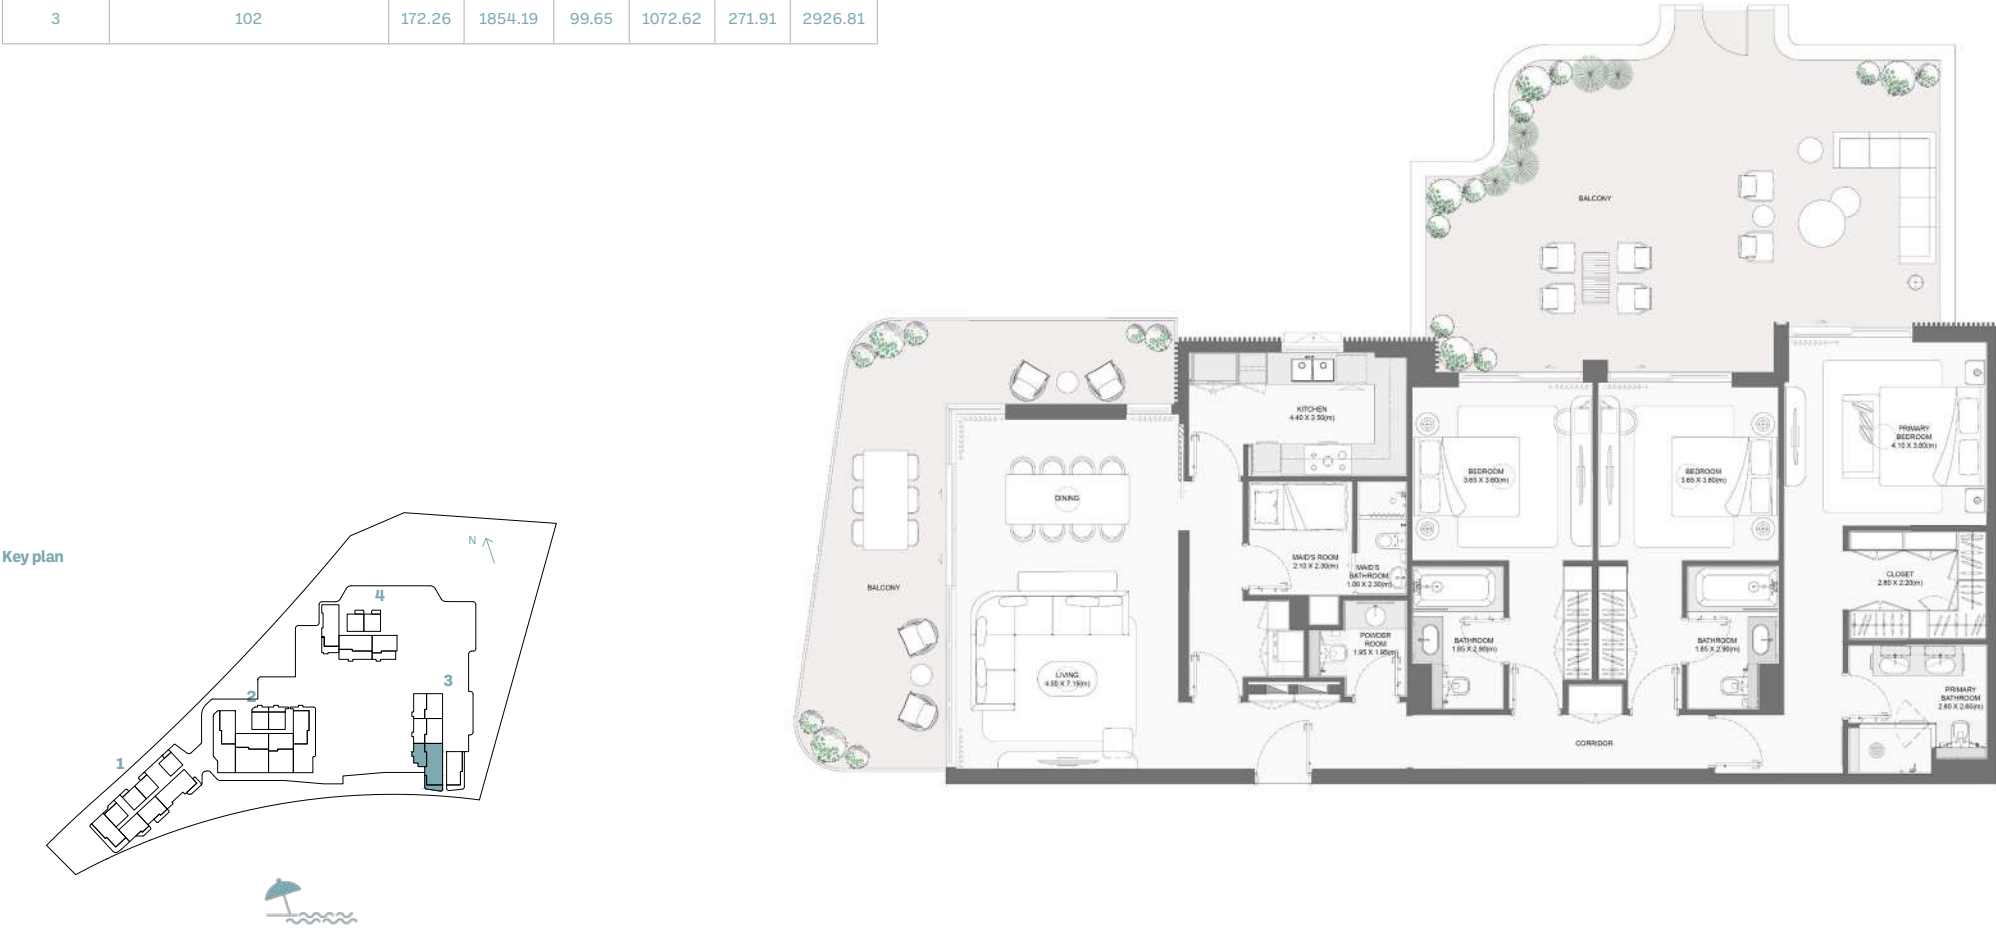 3 102 172.26 1854.19 99.65 1072.62 271.91 2926.81
BALCONY
KITCHEN
4.40 X 2.50(m)
PRIMARY
BEDROOM
4.10 X 3.80(m)
BEDROOM
3.65 X 3.60(m)
BEDROOM
3.65 X 3.60(m)
DINING
MAID'S ROOM
2.10 X 2.30(m)
MAID'S
BATHROOM
1.00 X 2.30(m)
CLOSET
2.80 X 2.20(m)
BALCONY
POWDER
ROOM
1.95 X 1.95(m)
BATHROOM
1.85 X 2.90(m)
BATHROOM
1.85 X 2.90(m)
LIVING
4.50 X 7.15(m)
PRIMARY
BATHROOM
2.80 X 2.60(m)
CORRIDOR
Key plan
N
4
3
2
1